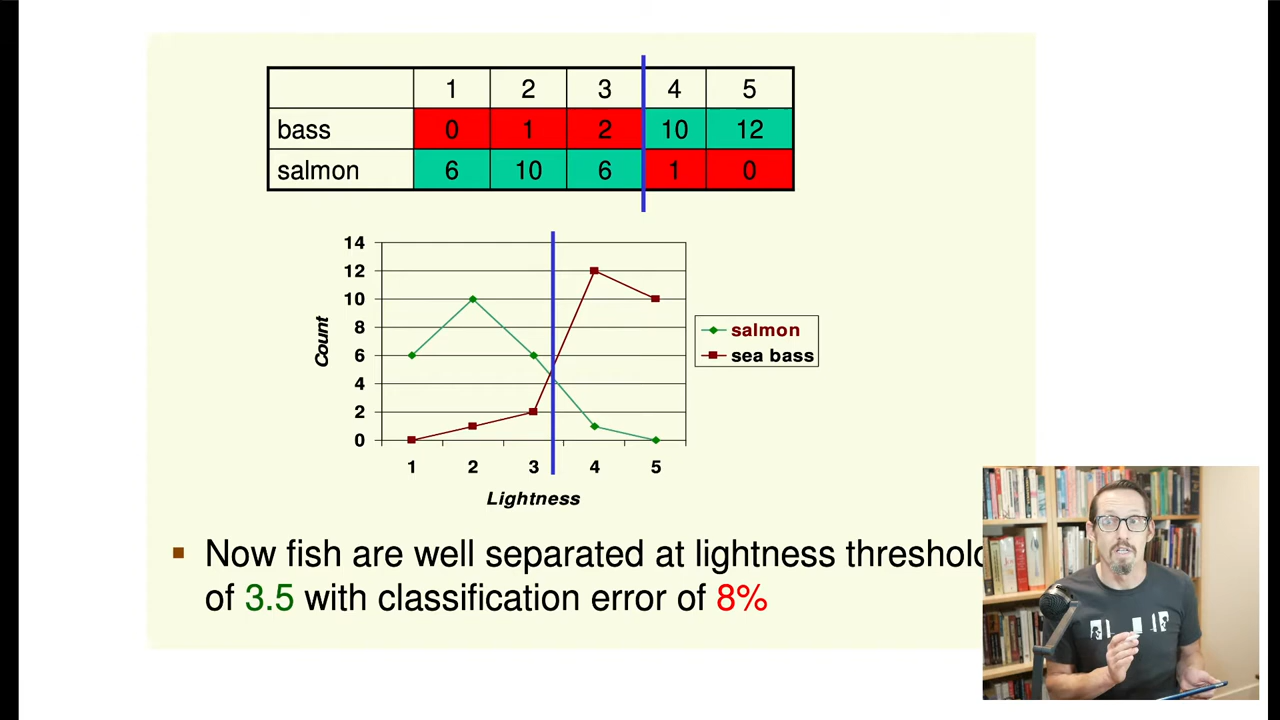 1 2 3 4 5
bass 0 1 2 10 12
salmon 6 10 6 1 0
14
12
10
8
6
4
2
0
Count
1 2 3 4 5
Lightness
salmon
sea bass
Now fish are well separated at lightness threshold
of 3.5 with classification error of 8%